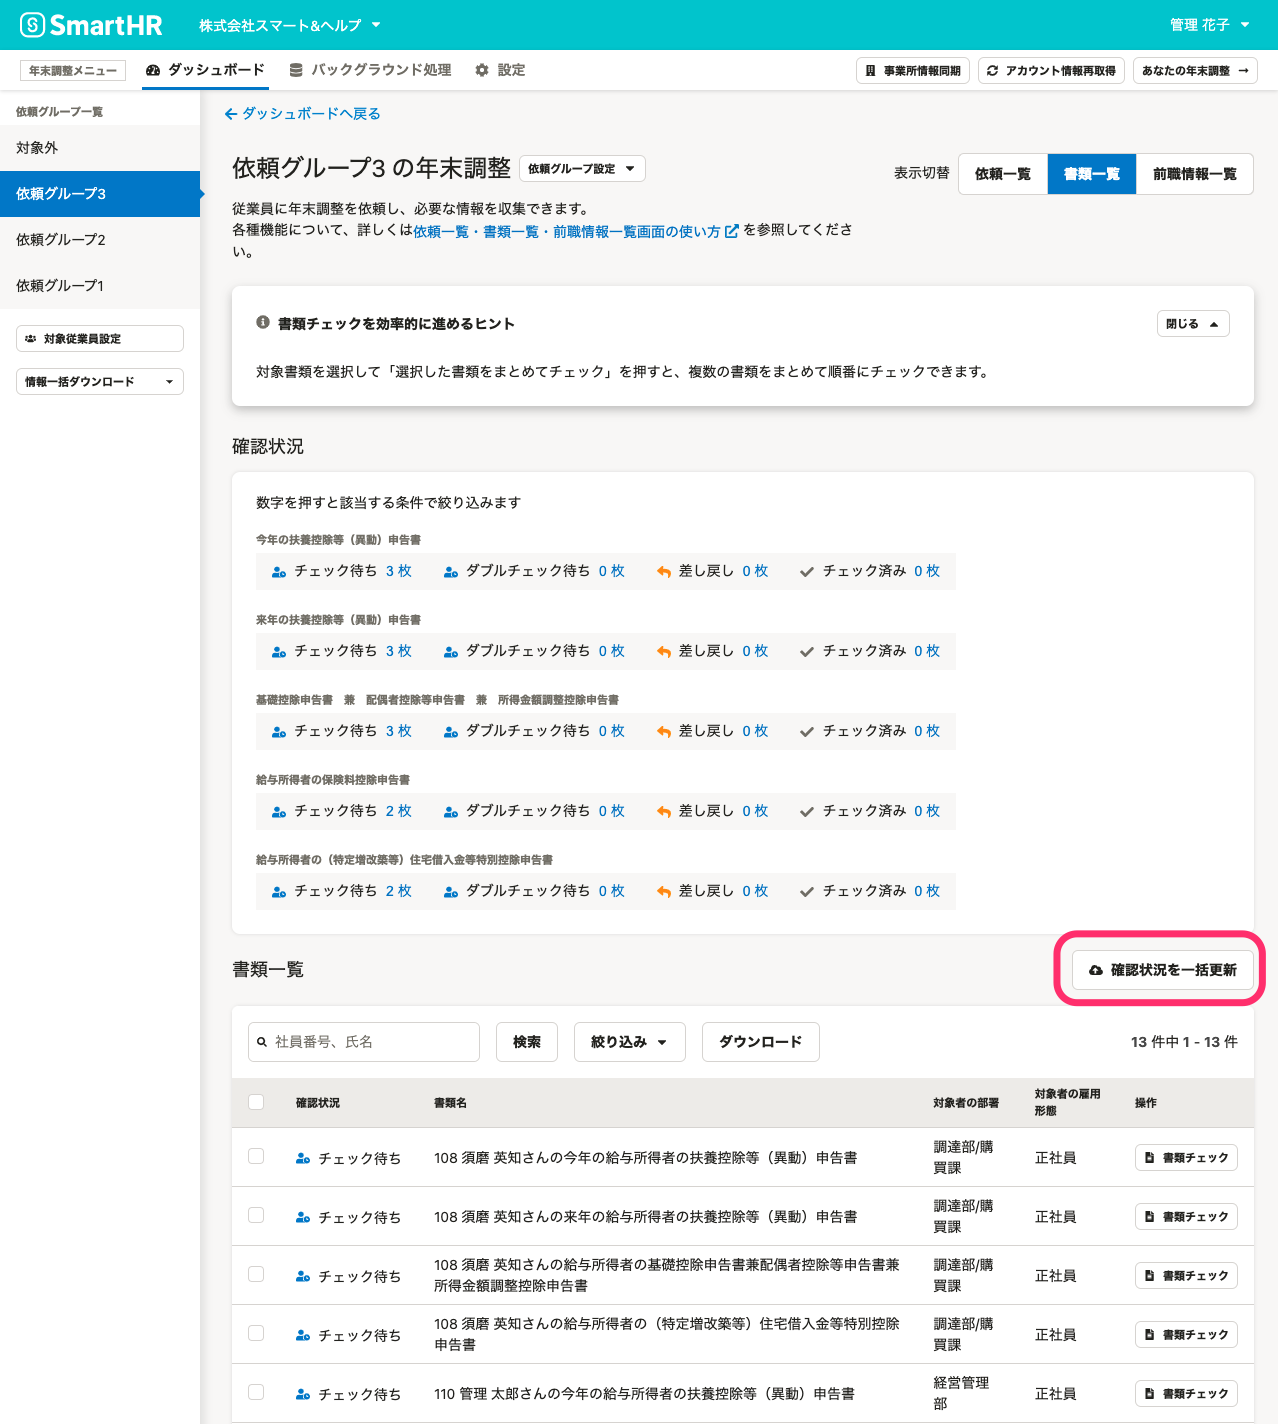 SmartHR 株式会社スマート&ヘルプ 管理 花子
年末調整メニュー ダッシュボード バックグラウンド処理 設定 事業所情報同期 アカウント情報再取得 あなたの年末調整 →
依頼グループ一覧
対象外
依頼グループ3
依頼グループ2
依頼グループ1
対象従業員設定
情報一括ダウンロード
← ダッシュボードへ戻る
依頼グループ3 の年末調整 依頼グループ設定
表示切替 依頼一覧 書類一覧 前職情報一覧
従業員に年末調整を依頼し、必要な情報を収集できます。
各種機能について、詳しくは依頼一覧・書類一覧・前職情報一覧画面の使い方 を参照してくださ
い。
書類チェックを効率的に進めるヒント 閉じる
対象書類を選択して「選択した書類をまとめてチェック」を押すと、複数の書類をまとめて順番にチェックできます。
確認状況
数字を押すと該当する条件で絞り込みます
今年の扶養控除等（異動）申告書
チェック待ち 3 枚 ダブルチェック待ち 0 枚 差し戻し 0 枚 チェック済み 0 枚
来年の扶養控除等（異動）申告書
チェック待ち 3 枚 ダブルチェック待ち 0 枚 差し戻し 0 枚 チェック済み 0 枚
基礎控除申告書　兼　配偶者控除等申告書　兼　所得金額調整控除申告書
チェック待ち 3 枚 ダブルチェック待ち 0 枚 差し戻し 0 枚 チェック済み 0 枚
給与所得者の保険料控除申告書
チェック待ち 2 枚 ダブルチェック待ち 0 枚 差し戻し 0 枚 チェック済み 0 枚
給与所得者の（特定増改築等）住宅借入金等特別控除申告書
チェック待ち 2 枚 ダブルチェック待ち 0 枚 差し戻し 0 枚 チェック済み 0 枚
書類一覧 確認状況を一括更新
社員番号、氏名 検索 絞り込み ダウンロード 13 件中 1 - 13 件
確認状況 書類名 対象者の部署 対象者の雇用
形態 操作
チェック待ち 108 須磨 英知さんの今年の給与所得者の扶養控除等（異動）申告書 調達部/購
買課 正社員 書類チェック
チェック待ち 108 須磨 英知さんの来年の給与所得者の扶養控除等（異動）申告書 調達部/購
買課 正社員 書類チェック
チェック待ち 108 須磨 英知さんの給与所得者の基礎控除申告書兼配偶者控除等申告書兼 調達部/購
所得金額調整控除申告書 買課 正社員 書類チェック
チェック待ち 108 須磨 英知さんの給与所得者の（特定増改築等）住宅借入金等特別控除 調達部/購
申告書 買課 正社員 書類チェック
チェック待ち 110 管理 太郎さんの今年の給与所得者の扶養控除等（異動）申告書 経営管理
部 正社員 書類チェック